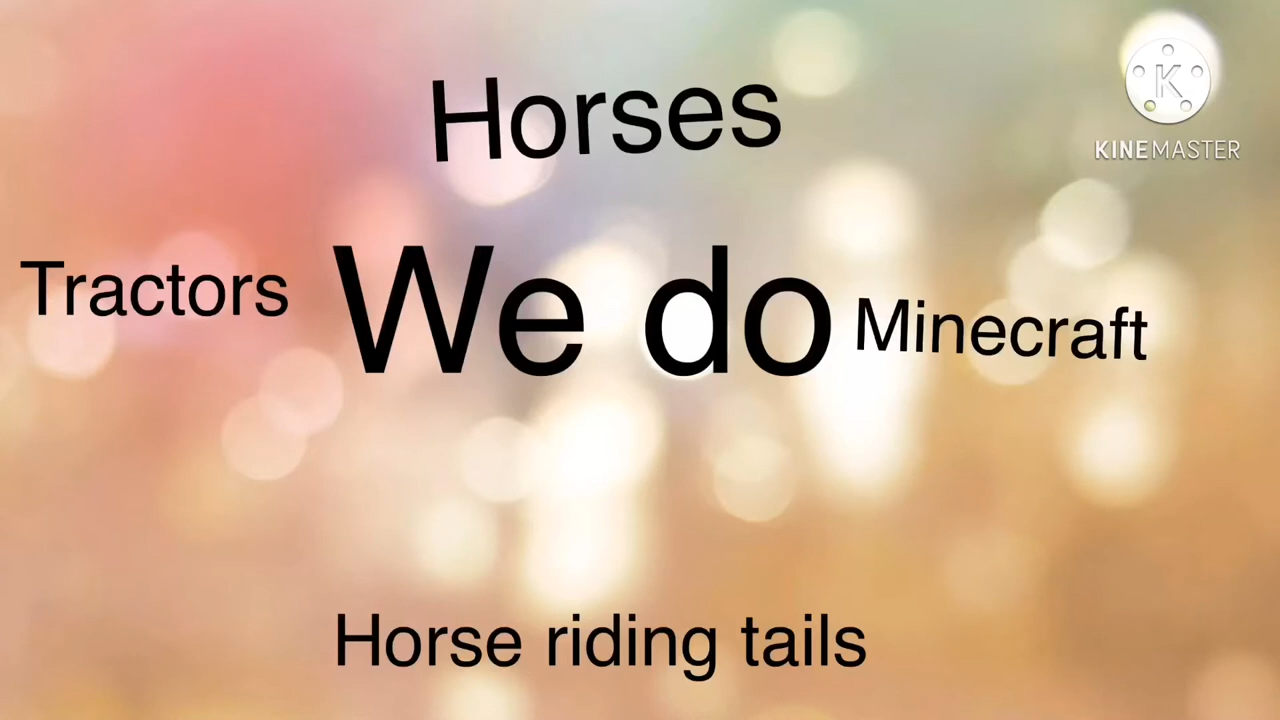 Horses
K
KINEMASTER
Tractors
We do
Minecraft
Horse riding tails